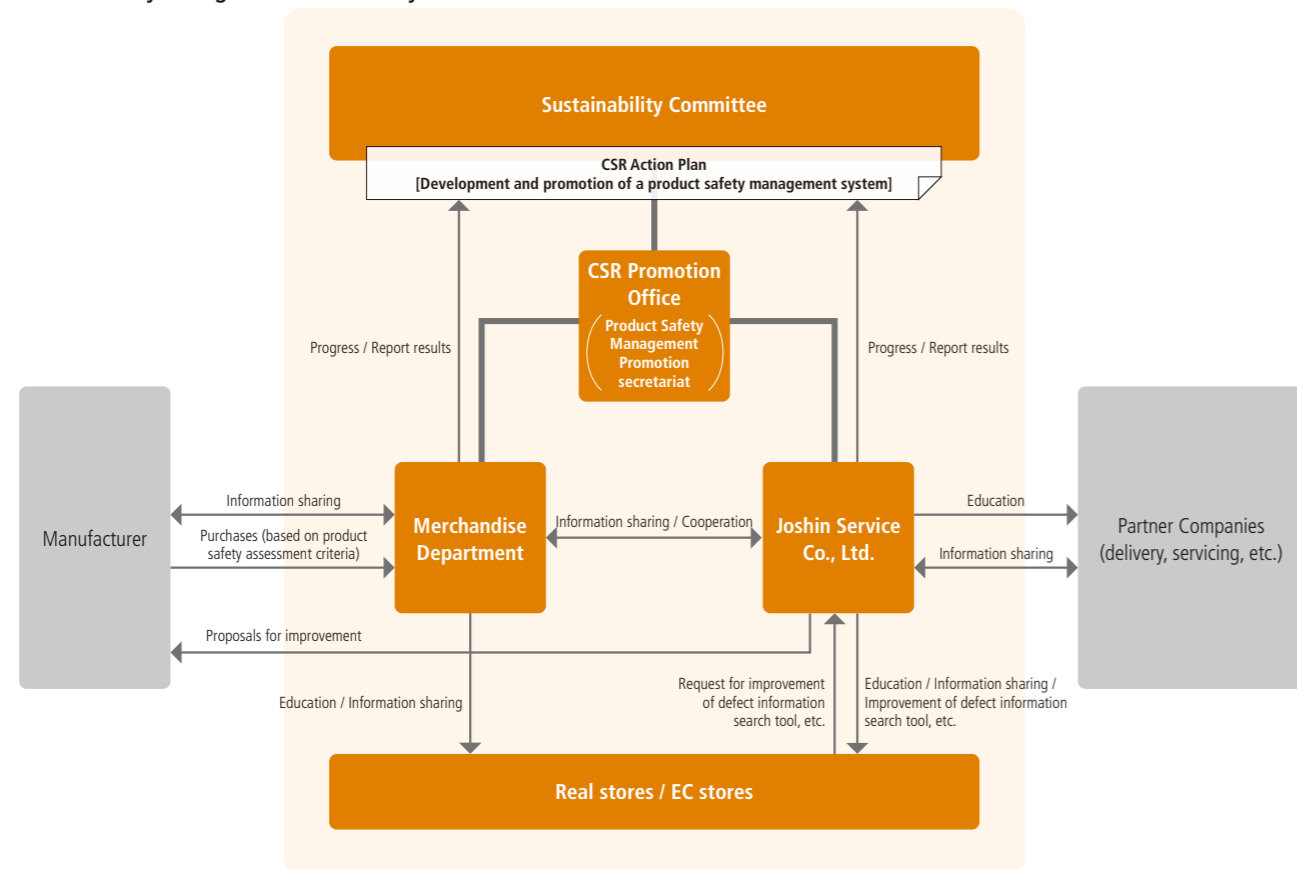 Sustainability Committee
CSR Action Plan
[Development and promotion of a product safety management system]
CSR Promotion
Office
Product Safety
Management
Promotion
secretariat
Progress / Report results
Progress / Report results
Manufacturer
Information sharing
Purchases (based on product
safety assessment criteria)
Merchandise
Department
Information sharing / Cooperation
Joshin Service
Co., Ltd.
Education
Information sharing
Partner Companies
(delivery, servicing, etc.)
Proposals for improvement
Education / Information sharing
Request for improvement
of defect information
search tool, etc.
Education / Information sharing /
Improvement of defect information
search tool, etc.
Real stores / EC stores